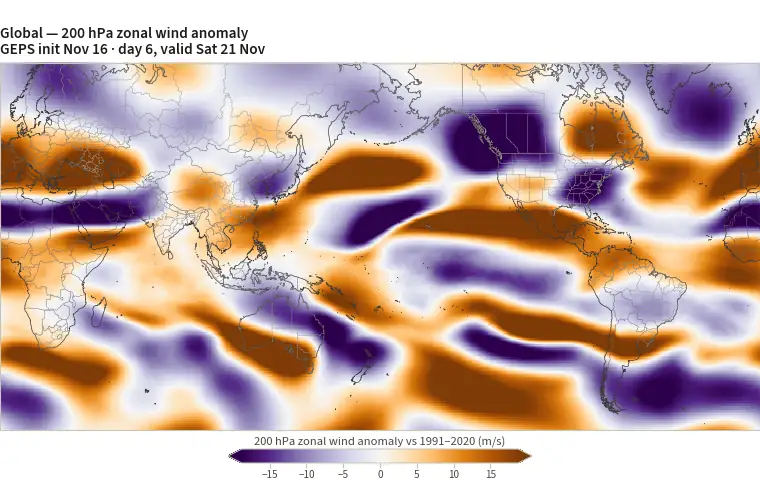 Global — 200 hPa zonal wind anomaly
GEPS init Nov 16 · day 6, valid Sat 21 Nov
200 hPa zonal wind anomaly vs 1991–2020 (m/s)
−15 −10 −5 0 5 10 15